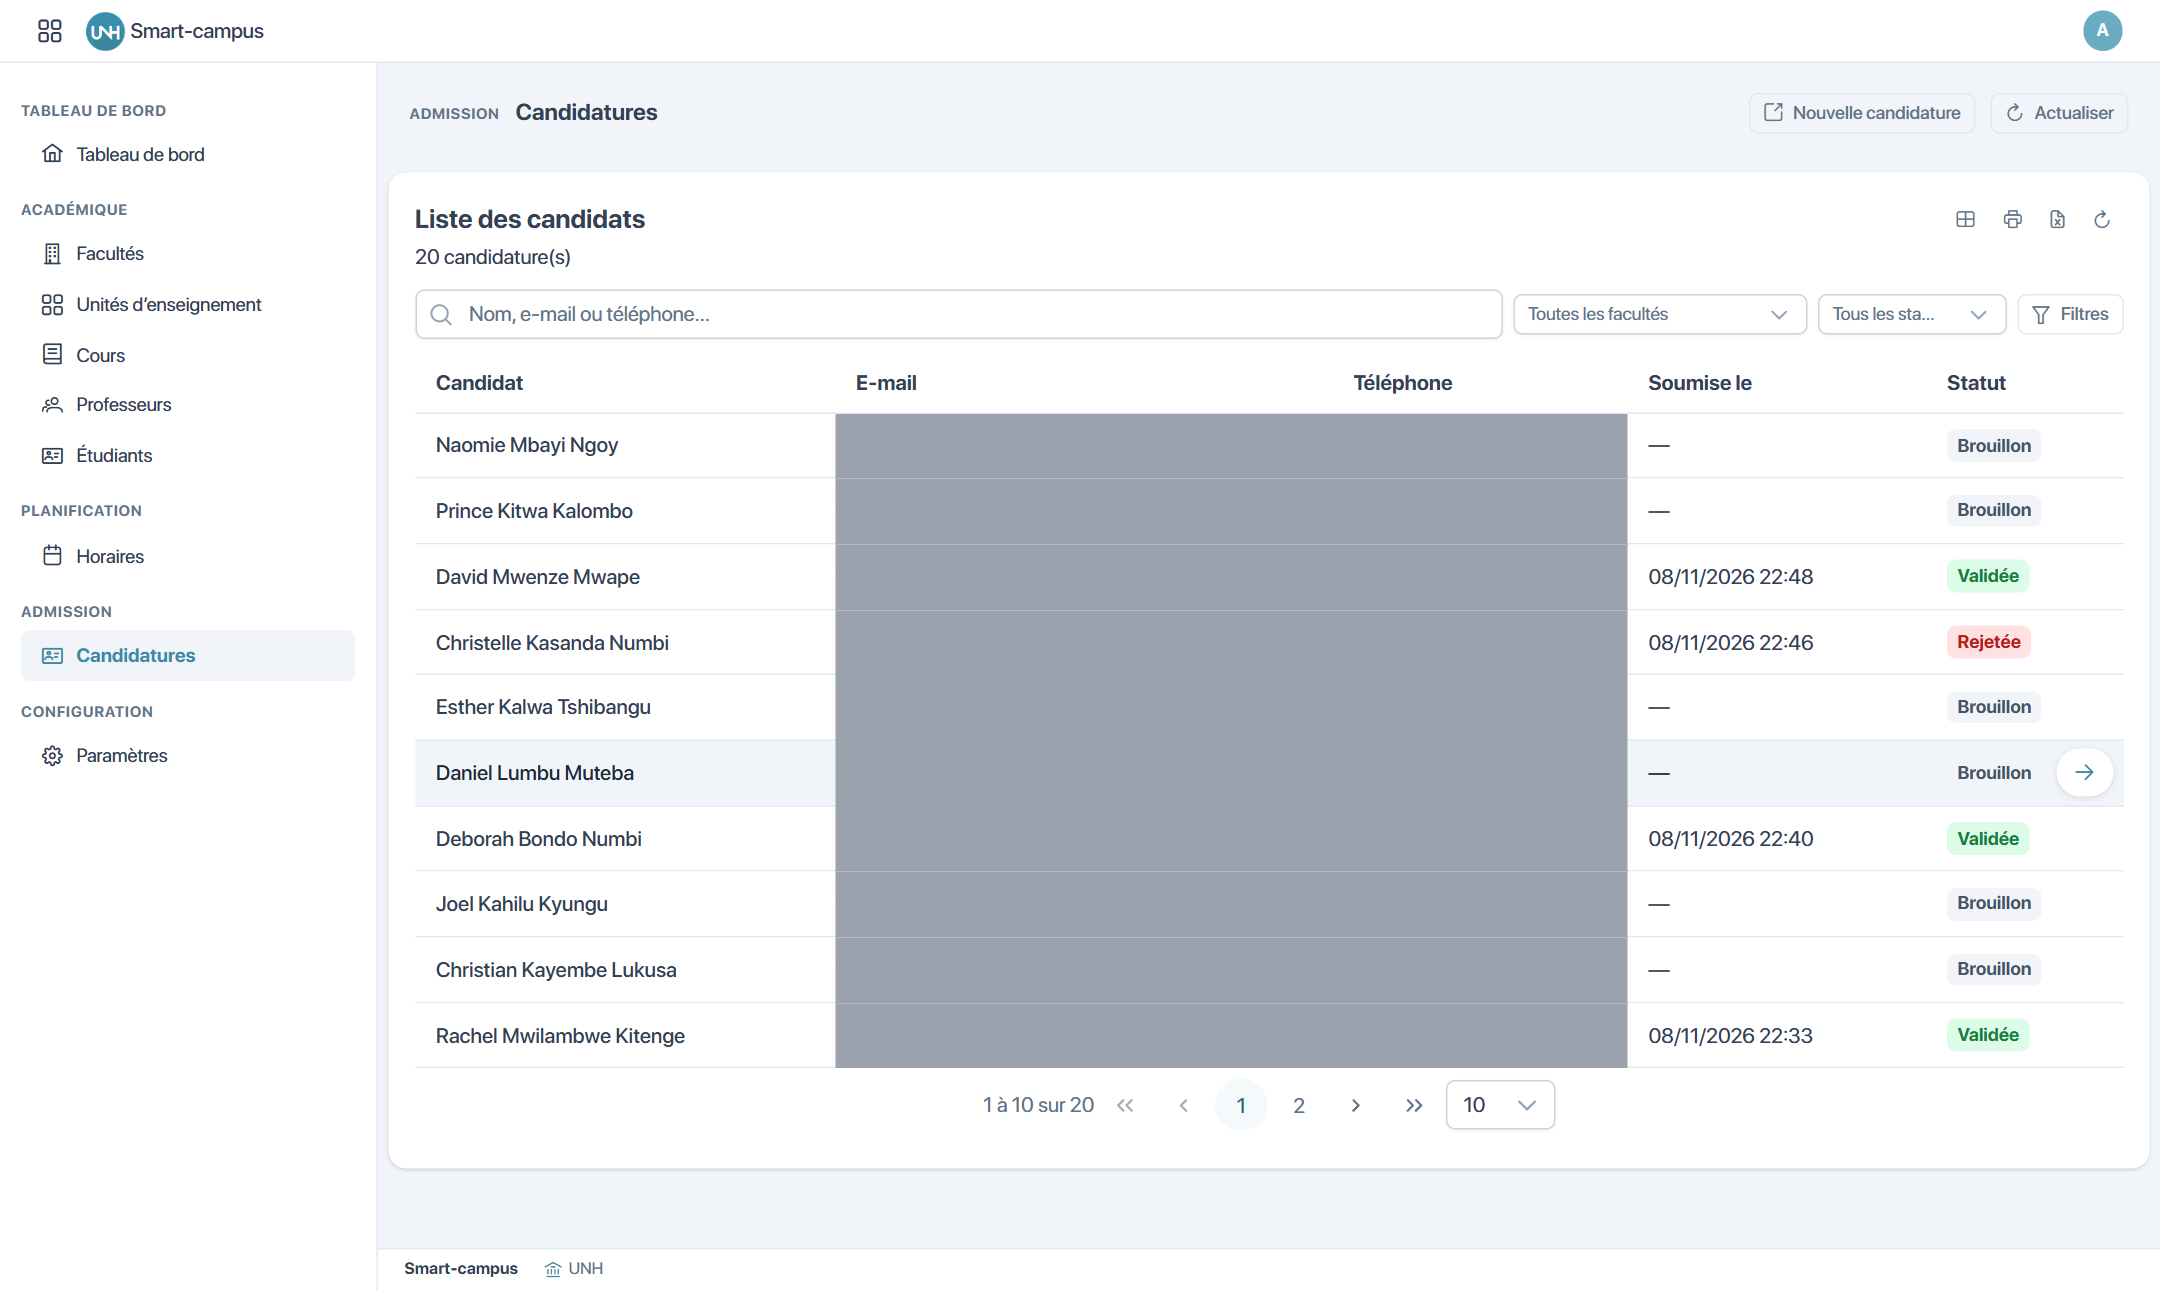 UNH Smart-campus
A
TABLEAU DE BORD
Tableau de bord
ACADÉMIQUE
Facultés
Unités d'enseignement
Cours
Professeurs
Étudiants
PLANIFICATION
Horaires
ADMISSION
Candidatures
CONFIGURATION
Paramètres
ADMISSION Candidatures
Nouvelle candidature
Actualiser
Liste des candidats
20 candidature(s)
Nom, e-mail ou téléphone...
Toutes les facultés
Tous les sta...
Filtres
Candidat E-mail Téléphone Soumise le Statut
Naomie Mbayi Ngoy — Brouillon
Prince Kitwa Kalombo — Brouillon
David Mwenze Mwape 08/11/2026 22:48 Validée
Christelle Kasanda Numbi 08/11/2026 22:46 Rejetée
Esther Kalwa Tshibangu — Brouillon
Daniel Lumbu Muteba — Brouillon
Deborah Bondo Numbi 08/11/2026 22:40 Validée
Joel Kahilu Kyungu — Brouillon
Christian Kayembe Lukusa — Brouillon
Rachel Mwilambwe Kitenge 08/11/2026 22:33 Validée
1 à 10 sur 20 1 2 10
Smart-campus UNH